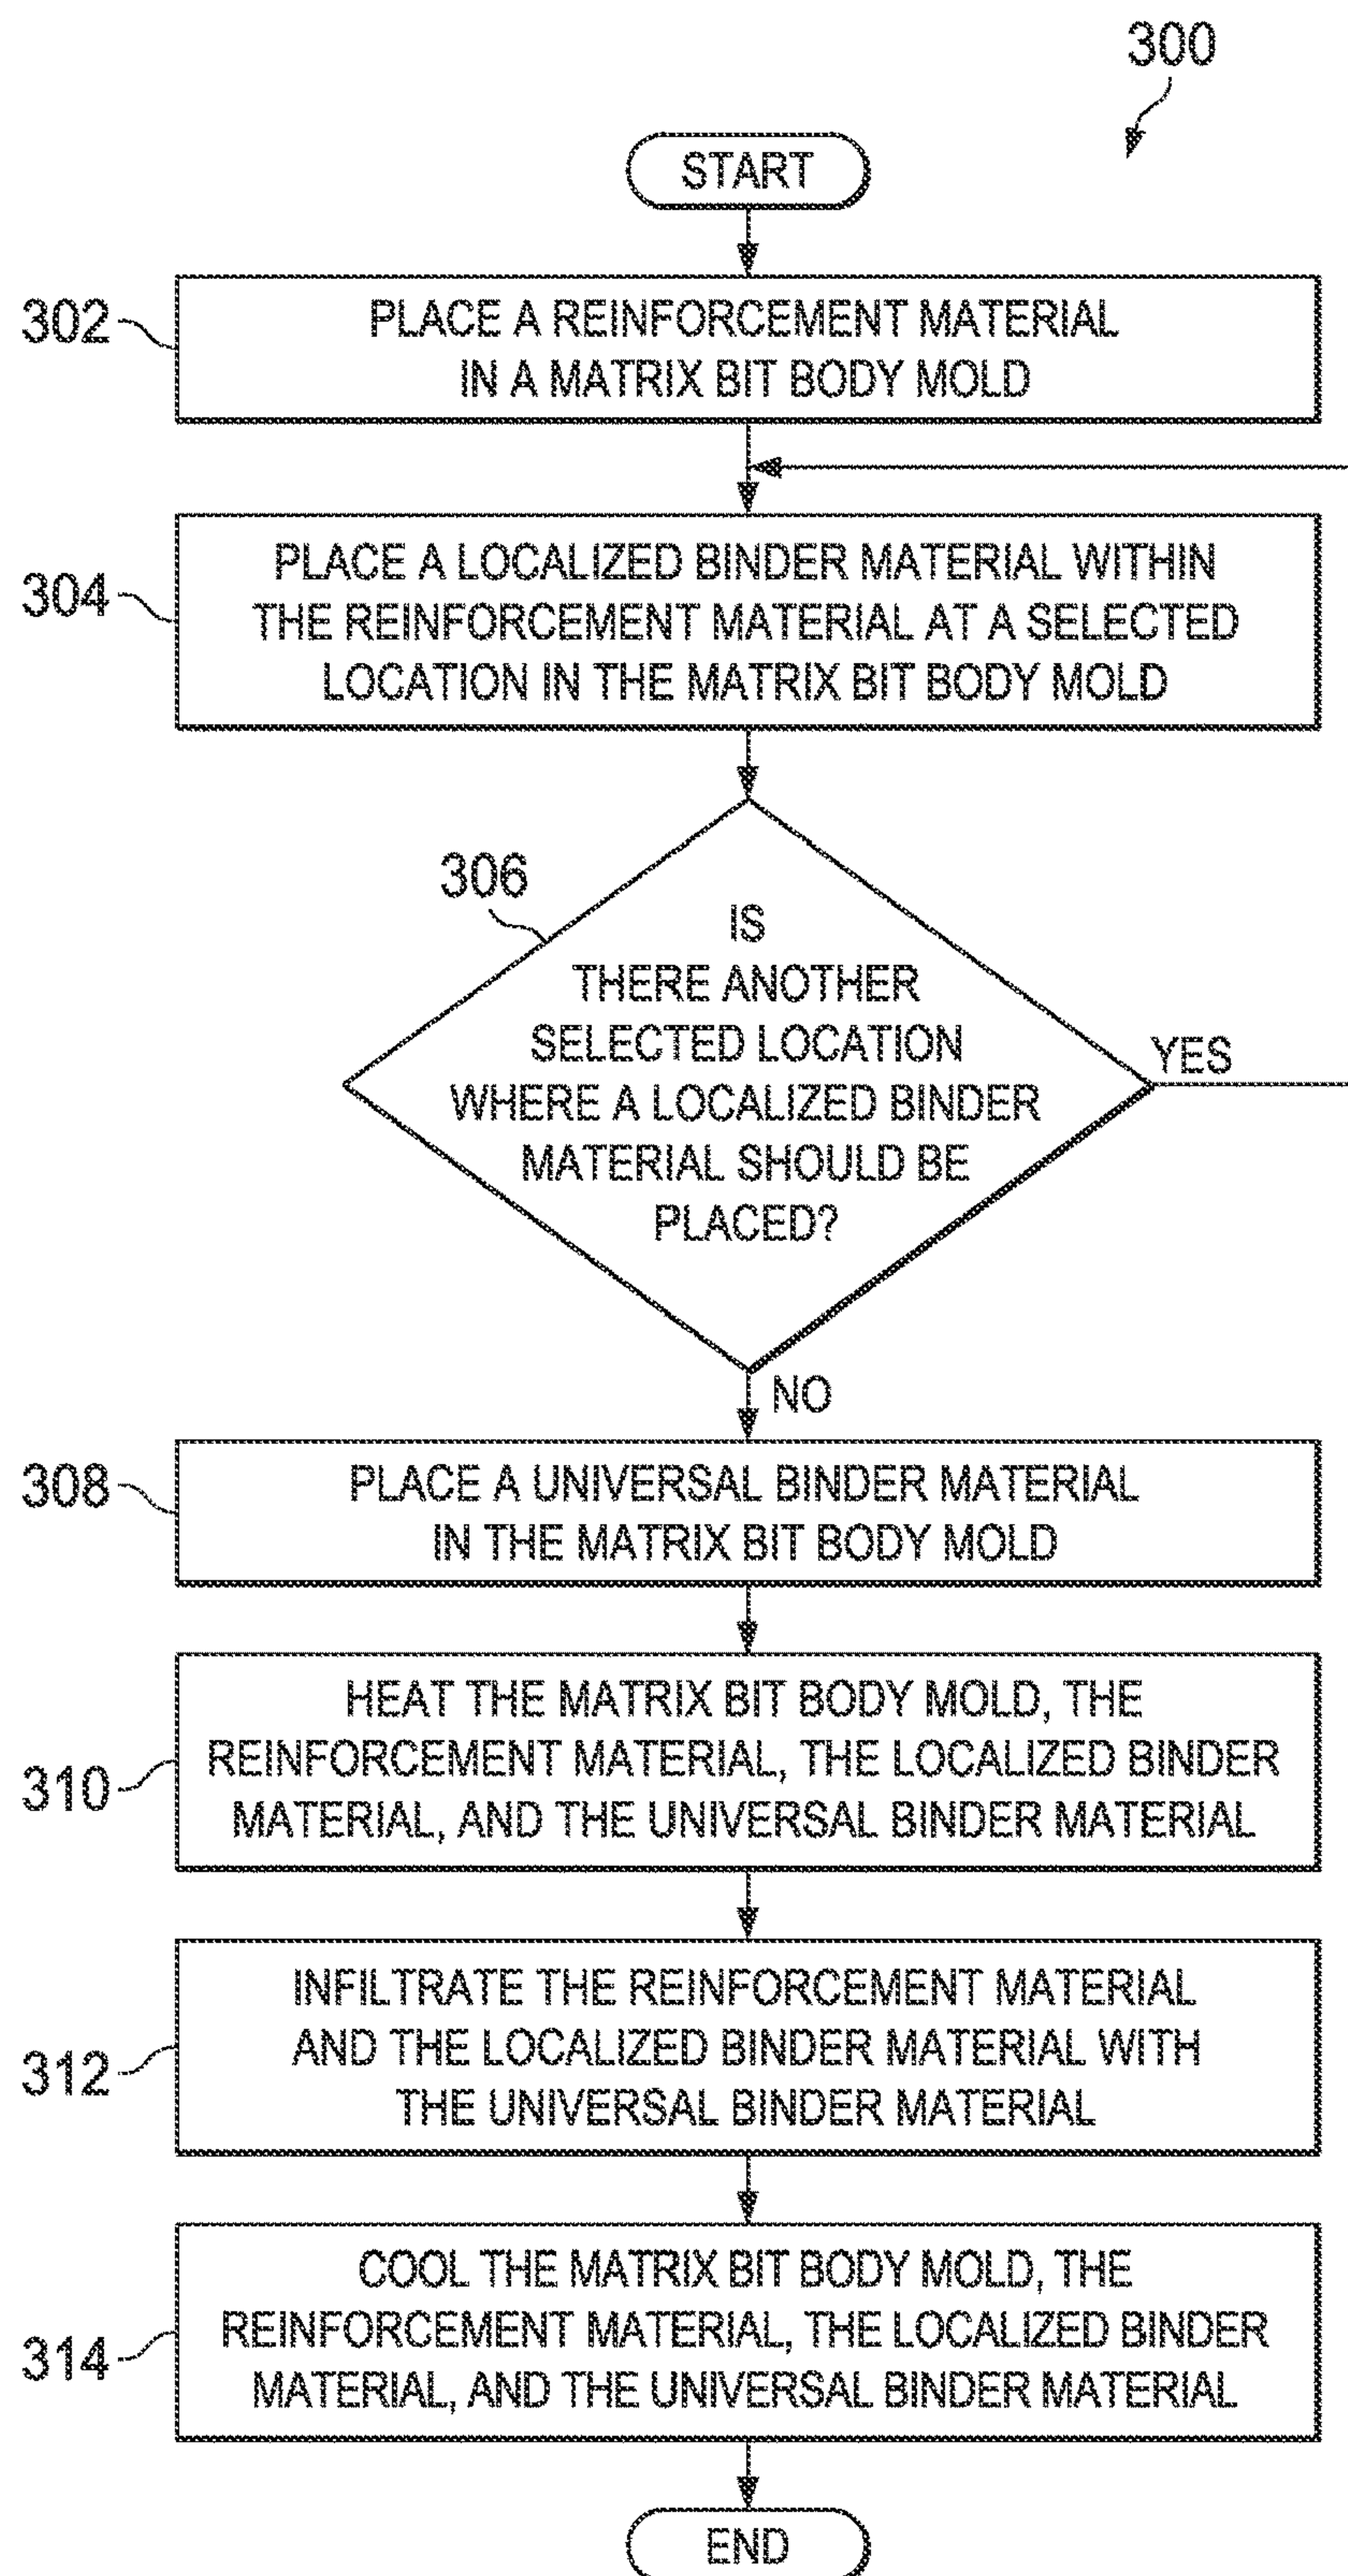 300
START
302
PLACE A REINFORCEMENT MATERIAL
IN A MATRIX BIT BODY MOLD
304
PLACE A LOCALIZED BINDER MATERIAL WITHIN
THE REINFORCEMENT MATERIAL AT A SELECTED
LOCATION IN THE MATRIX BIT BODY MOLD
306
IS
THERE ANOTHER
SELECTED LOCATION
WHERE A LOCALIZED BINDER
MATERIAL SHOULD BE
PLACED?
YES
NO
308
PLACE A UNIVERSAL BINDER MATERIAL
IN THE MATRIX BIT BODY MOLD
310
HEAT THE MATRIX BIT BODY MOLD, THE
REINFORCEMENT MATERIAL, THE LOCALIZED BINDER
MATERIAL, AND THE UNIVERSAL BINDER MATERIAL
312
INFILTRATE THE REINFORCEMENT MATERIAL
AND THE LOCALIZED BINDER MATERIAL WITH
THE UNIVERSAL BINDER MATERIAL
314
COOL THE MATRIX BIT BODY MOLD, THE
REINFORCEMENT MATERIAL, THE LOCALIZED BINDER
MATERIAL, AND THE UNIVERSAL BINDER MATERIAL
END